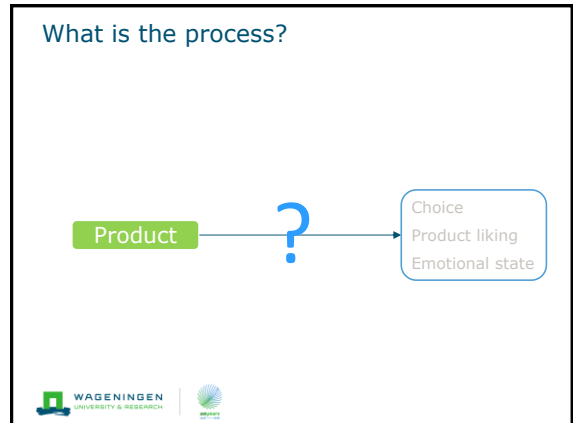 What is the process?
Product
?
Choice
Product liking
Emotional state
WAGENINGEN
UNIVERSITY & RESEARCH